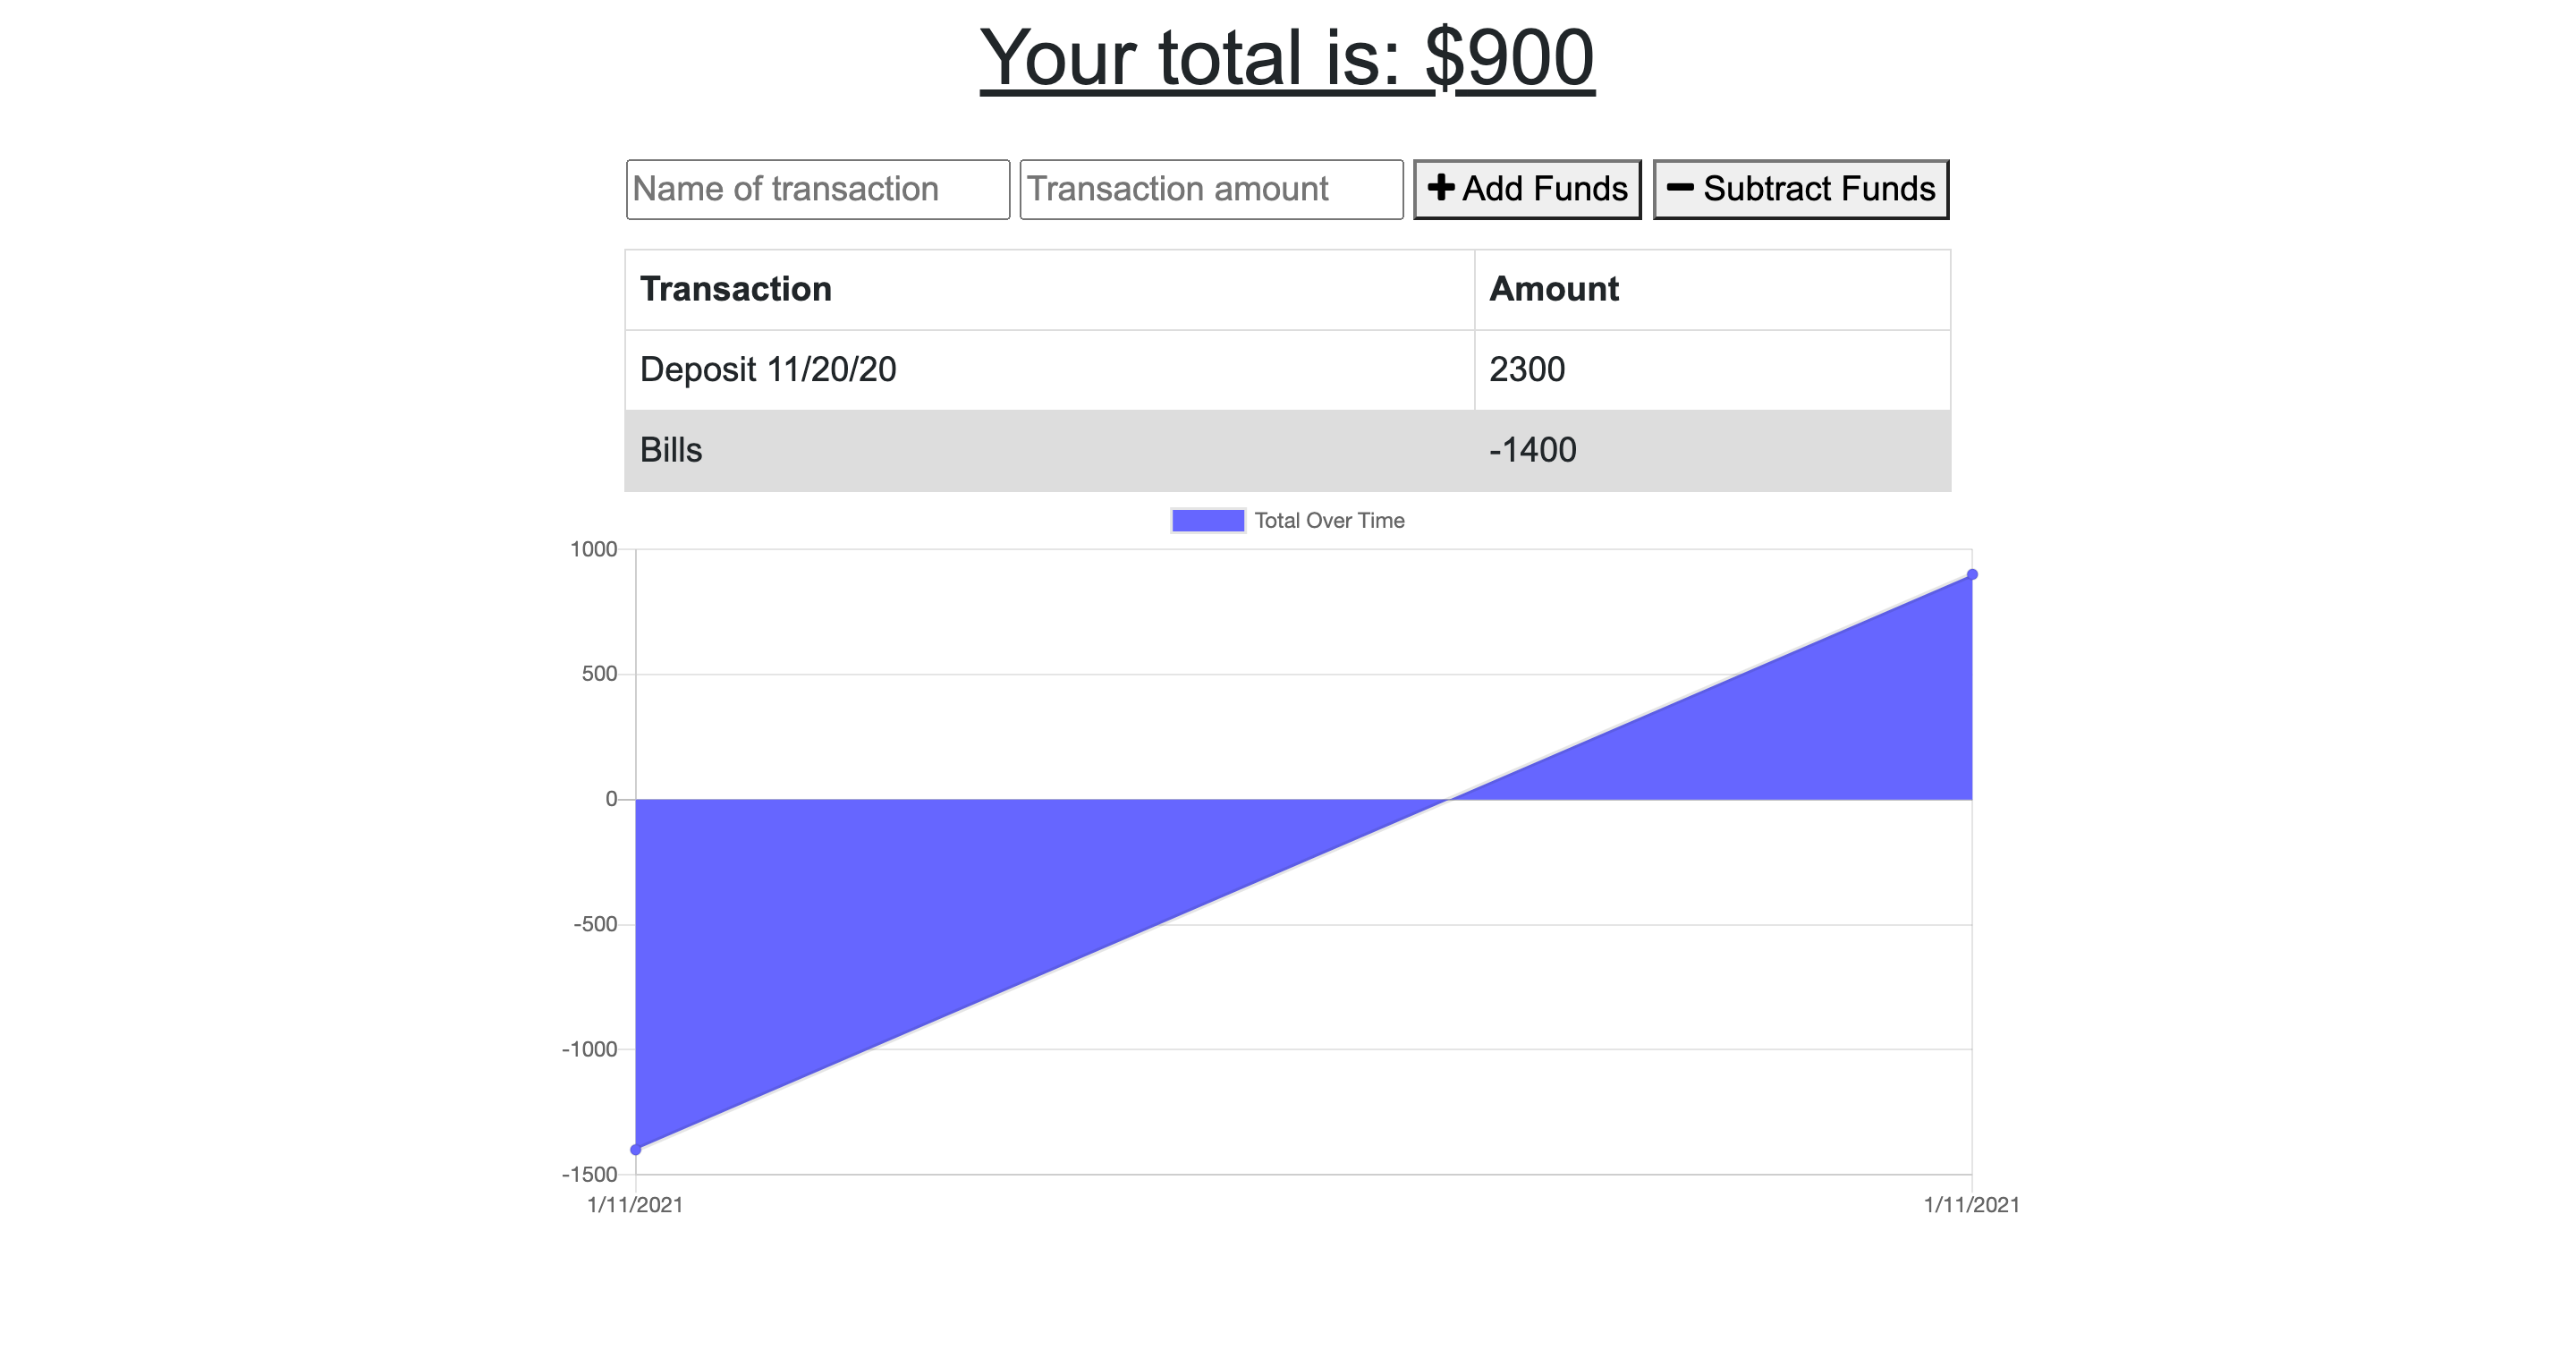 Your total is: $900
Name of transaction Transaction amount Add Funds Subtract Funds
Transaction Amount
Deposit 11/20/20 2300
Bills -1400
Total Over Time
1000
500
0
-500
-1000
-1500
1/11/2021 1/11/2021